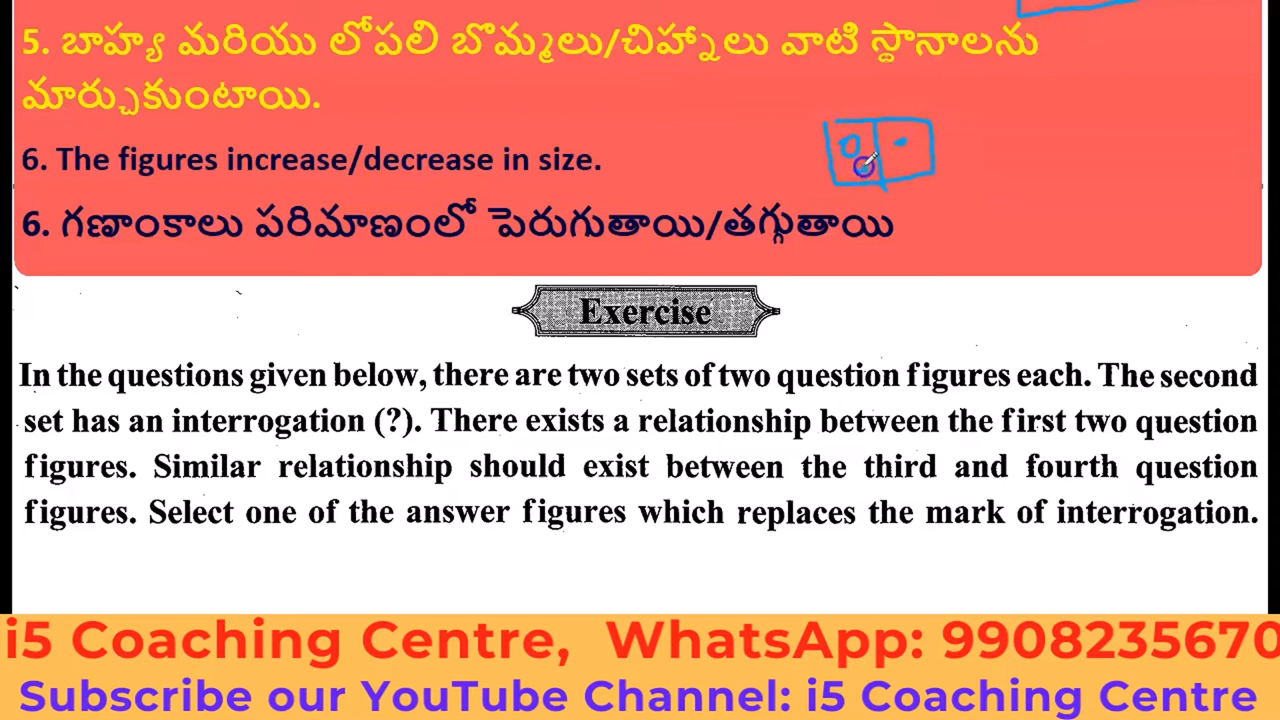 5. బాహ్య మరియు లోపలి బొమ్మలు/చిహ్నాలు వాటి స్థానాలను
మార్చుకుంటాయి.
6. The figures increase/decrease in size.
6. గణాంకాలు పరిమాణంలో పెరుగుతాయి/తగ్గుతాయి
Exercise
In the questions given below, there are two sets of two question figures each. The second
set has an interrogation (?). There exists a relationship between the first two question
figures. Similar relationship should exist between the third and fourth question
figures. Select one of the answer figures which replaces the mark of interrogation.
i5 Coaching Centre, WhatsApp: 9908235670
Subscribe our YouTube Channel: i5 Coaching Centre